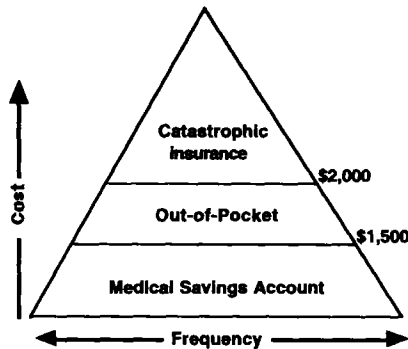 Catastrophic
insurance
$2,000
Out-of-Pocket
$1,500
Medical Savings Account
Cost
Frequency